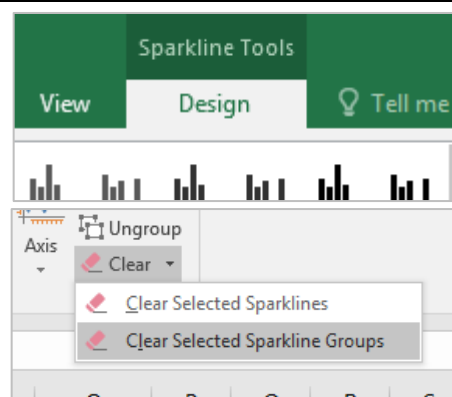 Sparkline Tools
View Design Tell me
Ungroup
Axis
Clear
Clear Selected Sparklines
Clear Selected Sparkline Groups